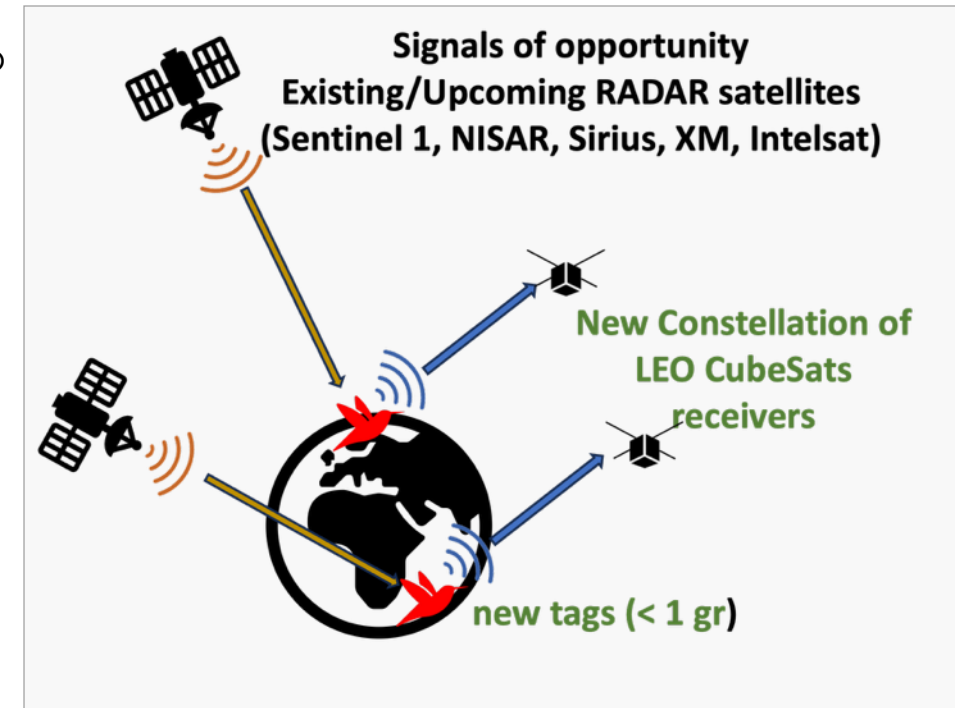 Signals of opportunity
Existing/Upcoming RADAR satellites
(Sentinel 1, NISAR, Sirius, XM, Intelsat)
New Constellation of
LEO CubeSats
receivers
new tags (< 1 gr)